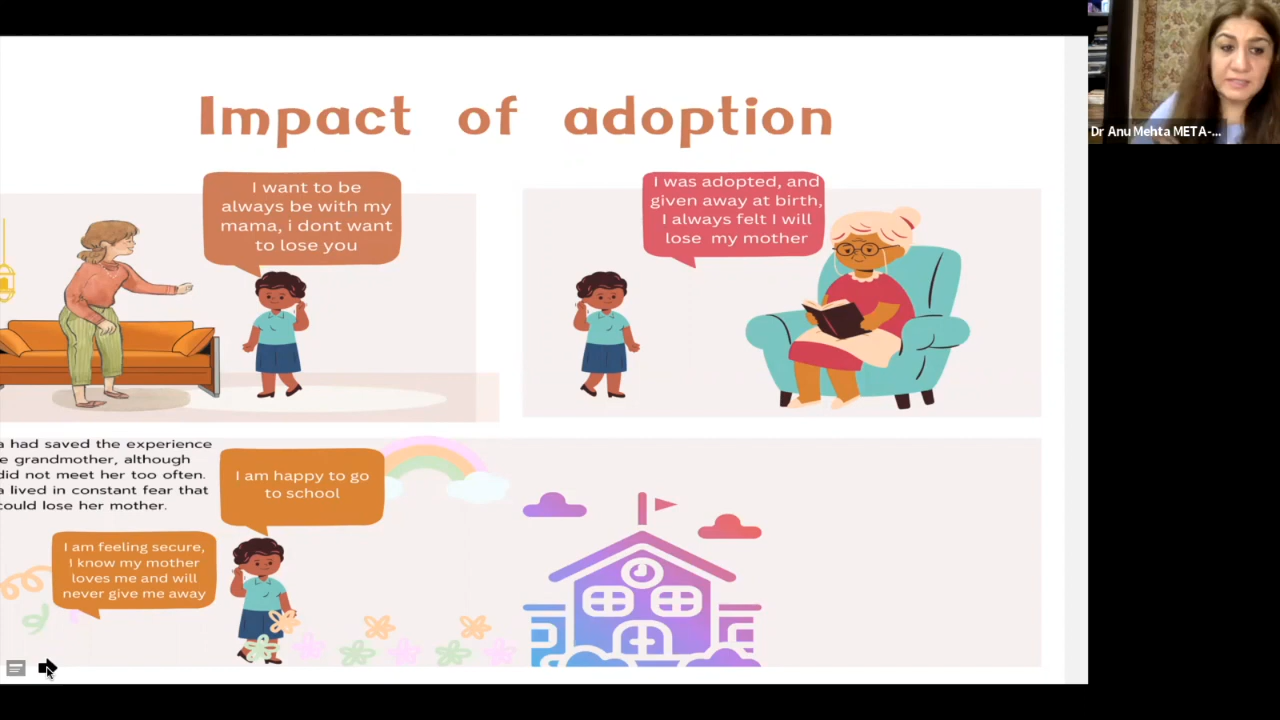 Impact of adoption
I want to be
always be with my
mama, i dont want
to lose you
I was adopted, and
given away at birth,
I always felt I will
lose my mother
a had saved the experience
e grandmother, although
did not meet her too often.
a lived in constant fear that
could lose her mother.
I am happy to go
to school
I am feeling secure,
I know my mother
loves me and will
never give me away
Dr Anu Mehta META-...